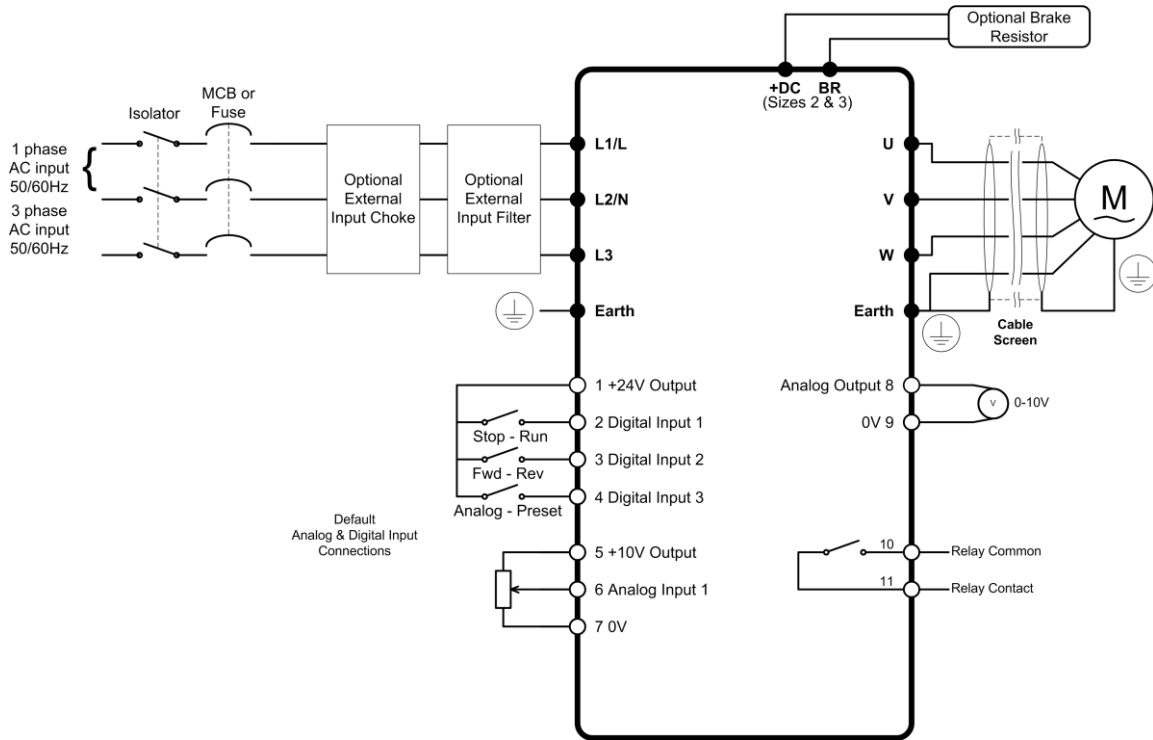 Optional Brake
Resistor
+DC BR
(Sizes 2 & 3)
MCB or
Fuse
Isolator
1 phase
AC input
50/60Hz
{
3 phase
AC input
50/60Hz
Optional
External
Input Choke
Optional
External
Input Filter
L1/L
L2/N
L3
Earth
U
V
W
Earth
M
Cable
Screen
1 +24V Output
2 Digital Input 1
Stop - Run
3 Digital Input 2
Fwd - Rev
4 Digital Input 3
Analog - Preset
Default
Analog & Digital Input
Connections
5 +10V Output
6 Analog Input 1
7 0V
Analog Output 8
V
0-10V
0V 9
10
Relay Common
11
Relay Contact